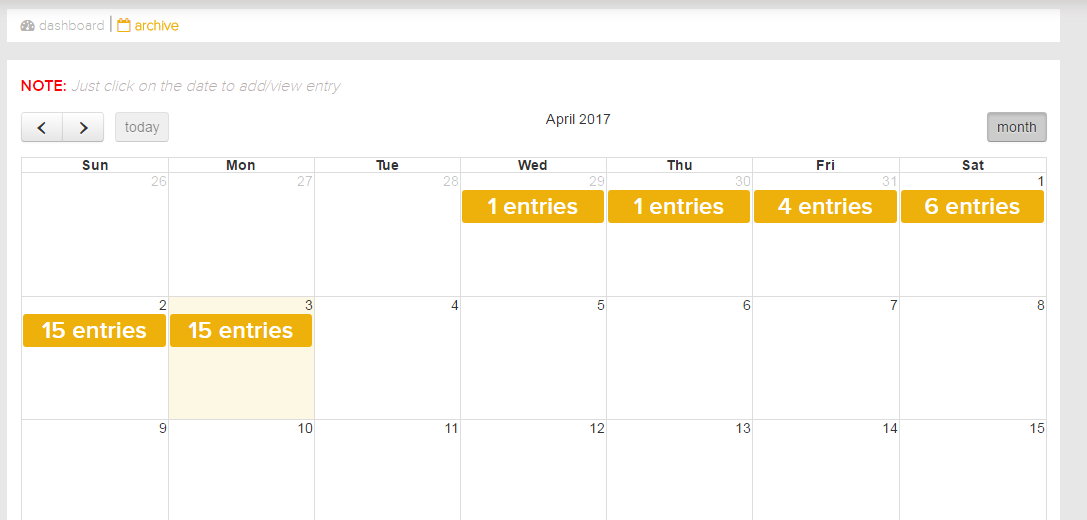 dashboard | archive
NOTE: Just click on the date to add/view entry
today April 2017 month
Sun Mon Tue Wed Thu Fri Sat
26 27 28 29 30 31 1
1 entries 1 entries 4 entries 6 entries
2 3 4 5 6 7 8
15 entries 15 entries
9 10 11 12 13 14 15